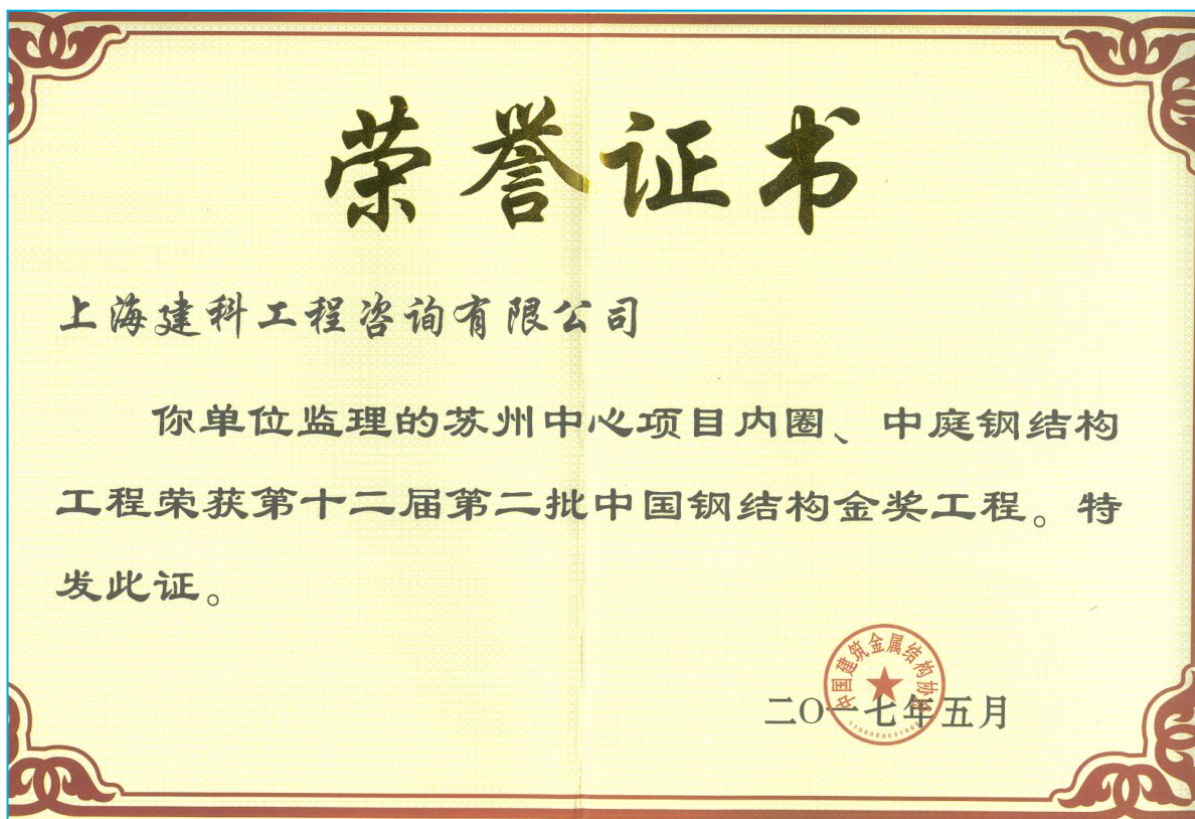 荣誉证书
上海建科工程咨询有限公司
你单位监理的苏州中心项目内圈、中庭钢结构
工程荣获第十二届第二批中国钢结构金奖工程。特
发此证。
中国建筑金属结构协会
二〇一七年五月